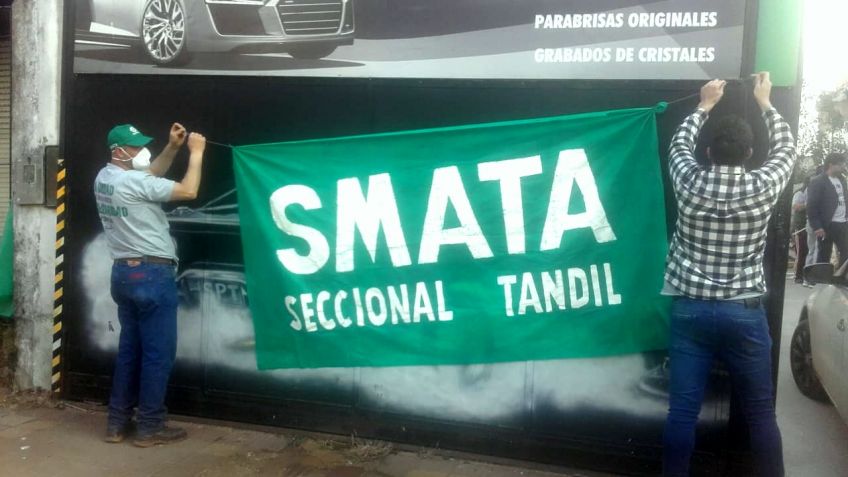 PARABRISAS ORIGINALES
GRABADOS DE CRISTALES
SMATA
SECCIONAL TANDIL